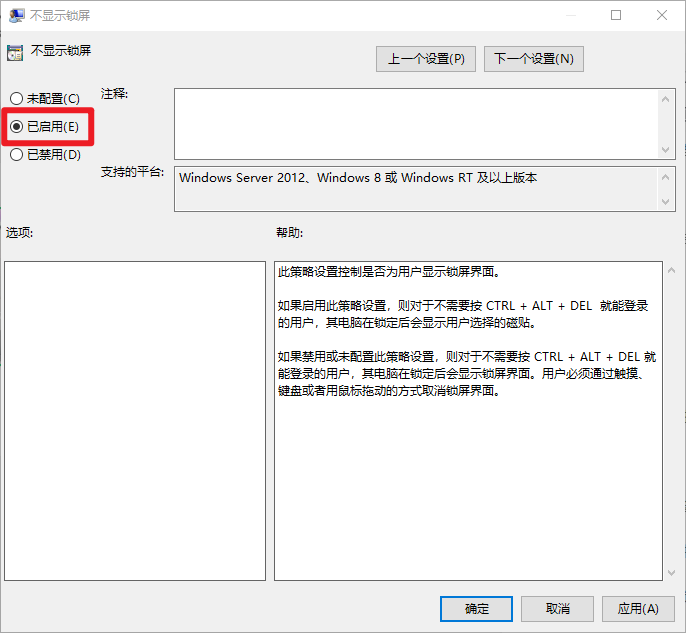 不显示锁屏
不显示锁屏
上一个设置(P)
下一个设置(N)
未配置(C)
注释:
已启用(E)
已禁用(D)
支持的平台:
Windows Server 2012、Windows 8 或 Windows RT 及以上版本
选项:
帮助:
此策略设置控制是否为用户显示锁屏界面。
如果启用此策略设置，则对于不需要按 CTRL + ALT + DEL 就能登录
的用户，其电脑在锁定后会显示用户选择的磁贴。
如果禁用或未配置此策略设置，则对于不需要按 CTRL + ALT + DEL 就
能登录的用户，其电脑在锁定后会显示锁屏界面。用户必须通过触摸、
键盘或者用鼠标拖动的方式取消锁屏界面。
确定
取消
应用(A)